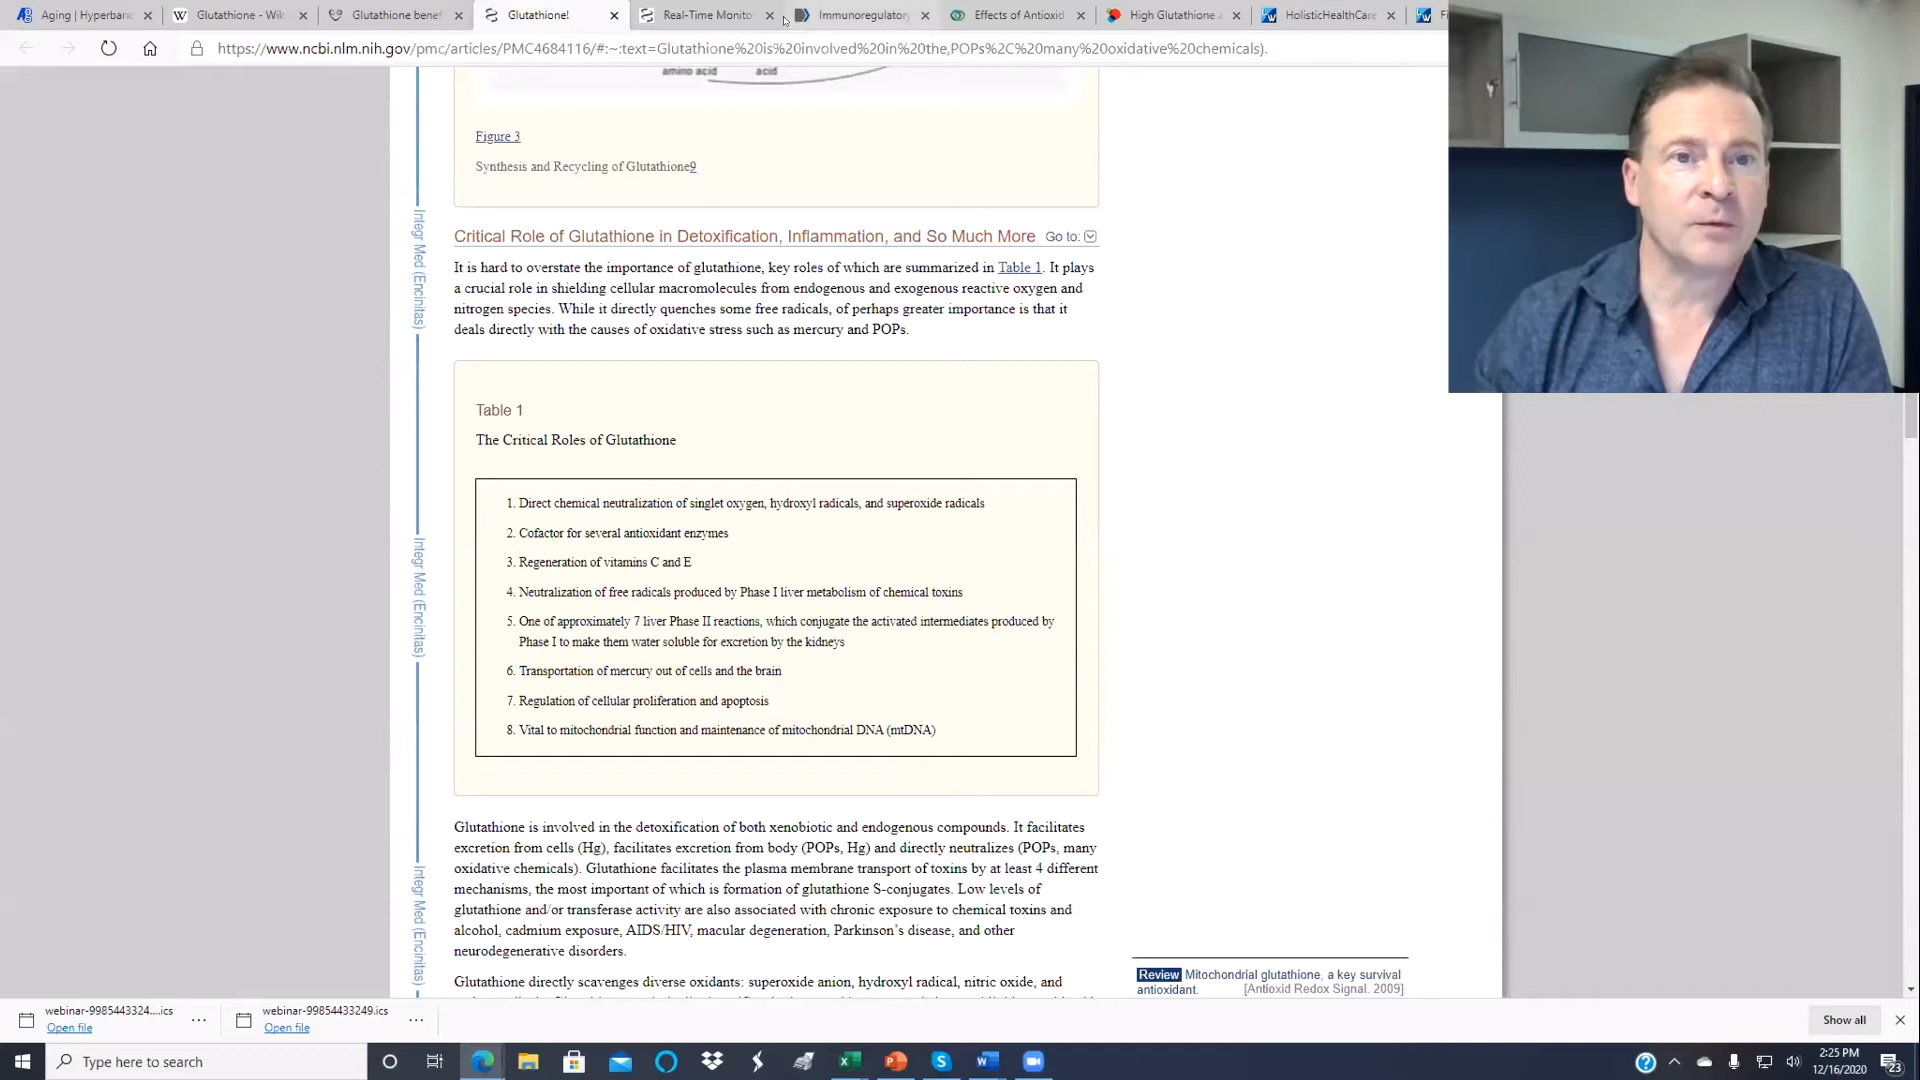 Aging | Hyperbari
Glutathione - Wik
Glutathione benef
Glutathione!
Real-Time Monito
Immunoregulatory
Effects of Antioxid
High Glutathione a
HolisticHealthCare
https://www.ncbi.nlm.nih.gov/pmc/articles/PMC4684116/#:~:text=Glutathione%20is%20involved%20in%20the,POPs%2C%20many%20oxidative%20chemicals).
amino acid acid
Figure 3
Synthesis and Recycling of Glutathione9
Critical Role of Glutathione in Detoxification, Inflammation, and So Much More Go to:
It is hard to overstate the importance of glutathione, key roles of which are summarized in Table 1. It plays
a crucial role in shielding cellular macromolecules from endogenous and exogenous reactive oxygen and
nitrogen species. While it directly quenches some free radicals, of perhaps greater importance is that it
deals directly with the causes of oxidative stress such as mercury and POPs.
Table 1
The Critical Roles of Glutathione
1. Direct chemical neutralization of singlet oxygen, hydroxyl radicals, and superoxide radicals
2. Cofactor for several antioxidant enzymes
3. Regeneration of vitamins C and E
4. Neutralization of free radicals produced by Phase I liver metabolism of chemical toxins
5. One of approximately 7 liver Phase II reactions, which conjugate the activated intermediates produced by
Phase I to make them water soluble for excretion by the kidneys
6. Transportation of mercury out of cells and the brain
7. Regulation of cellular proliferation and apoptosis
8. Vital to mitochondrial function and maintenance of mitochondrial DNA (mtDNA)
Glutathione is involved in the detoxification of both xenobiotic and endogenous compounds. It facilitates
excretion from cells (Hg), facilitates excretion from body (POPs, Hg) and directly neutralizes (POPs, many
oxidative chemicals). Glutathione facilitates the plasma membrane transport of toxins by at least 4 different
mechanisms, the most important of which is formation of glutathione S-conjugates. Low levels of
glutathione and/or transferase activity are also associated with chronic exposure to chemical toxins and
alcohol, cadmium exposure, AIDS/HIV, macular degeneration, Parkinson's disease, and other
neurodegenerative disorders.
Glutathione directly scavenges diverse oxidants: superoxide anion, hydroxyl radical, nitric oxide, and
Integr Med (Encinitas)
Integr Med (Encinitas)
Integr Med (Encinitas)
Review Mitochondrial glutathione, a key survival
antioxidant. [Antioxid Redox Signal. 2009]
webinar-9985443324....ics
Open file
webinar-99854433249.ics
Open file
Show all
Type here to search
2:25 PM
12/16/2020
23